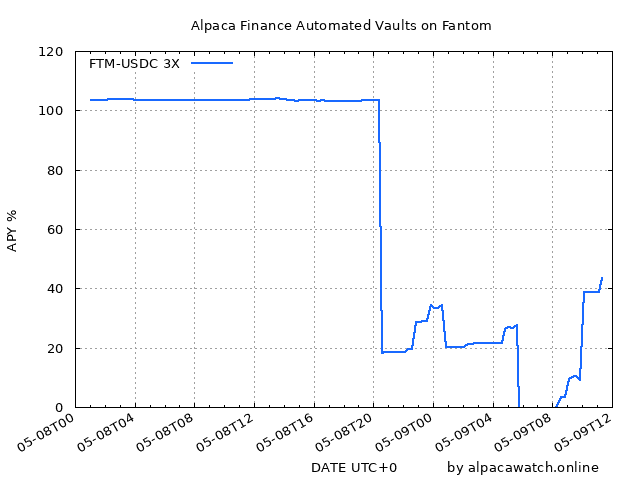 Alpaca Finance Automated Vaults on Fantom
FTM-USDC 3X
APY %
120
100
80
60
40
20
0
05-08T00
05-08T04
05-08T08
05-08T12
05-08T16
05-08T20
05-09T00
05-09T04
05-09T08
05-09T12
DATE UTC+0
by alpacawatch.online